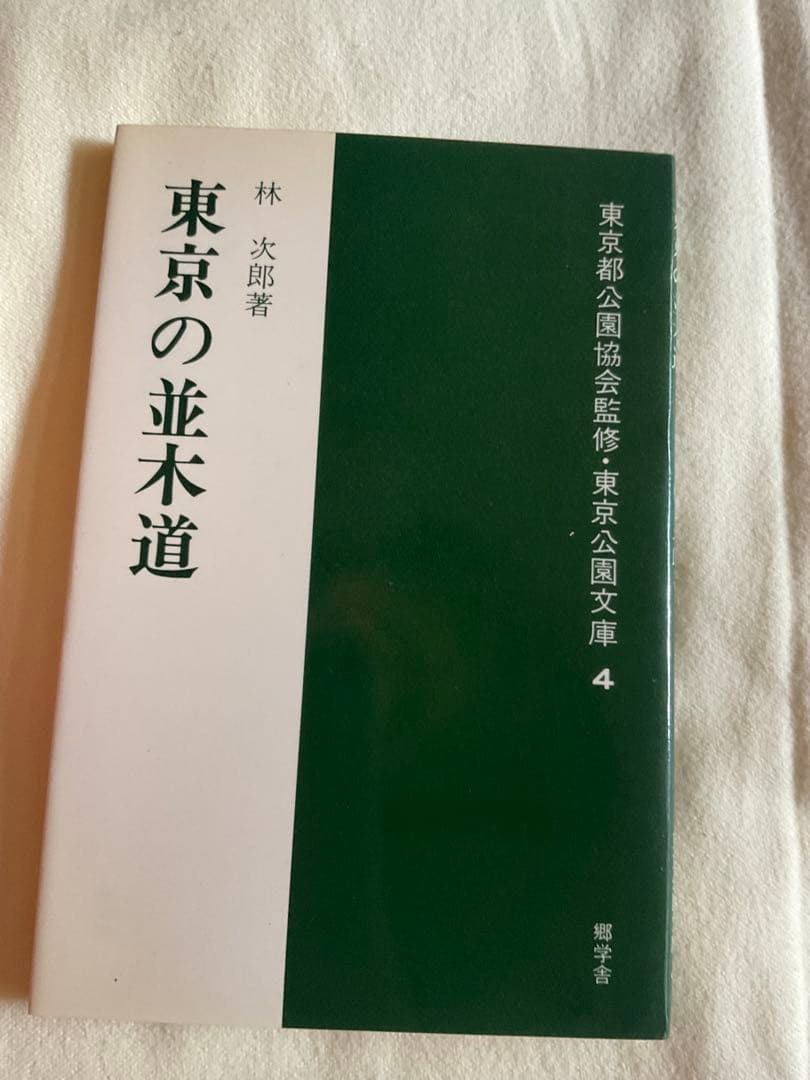 東京都公園協会監修・東京公園文庫 4
郷学舎
林 次郎著
東京の並木道